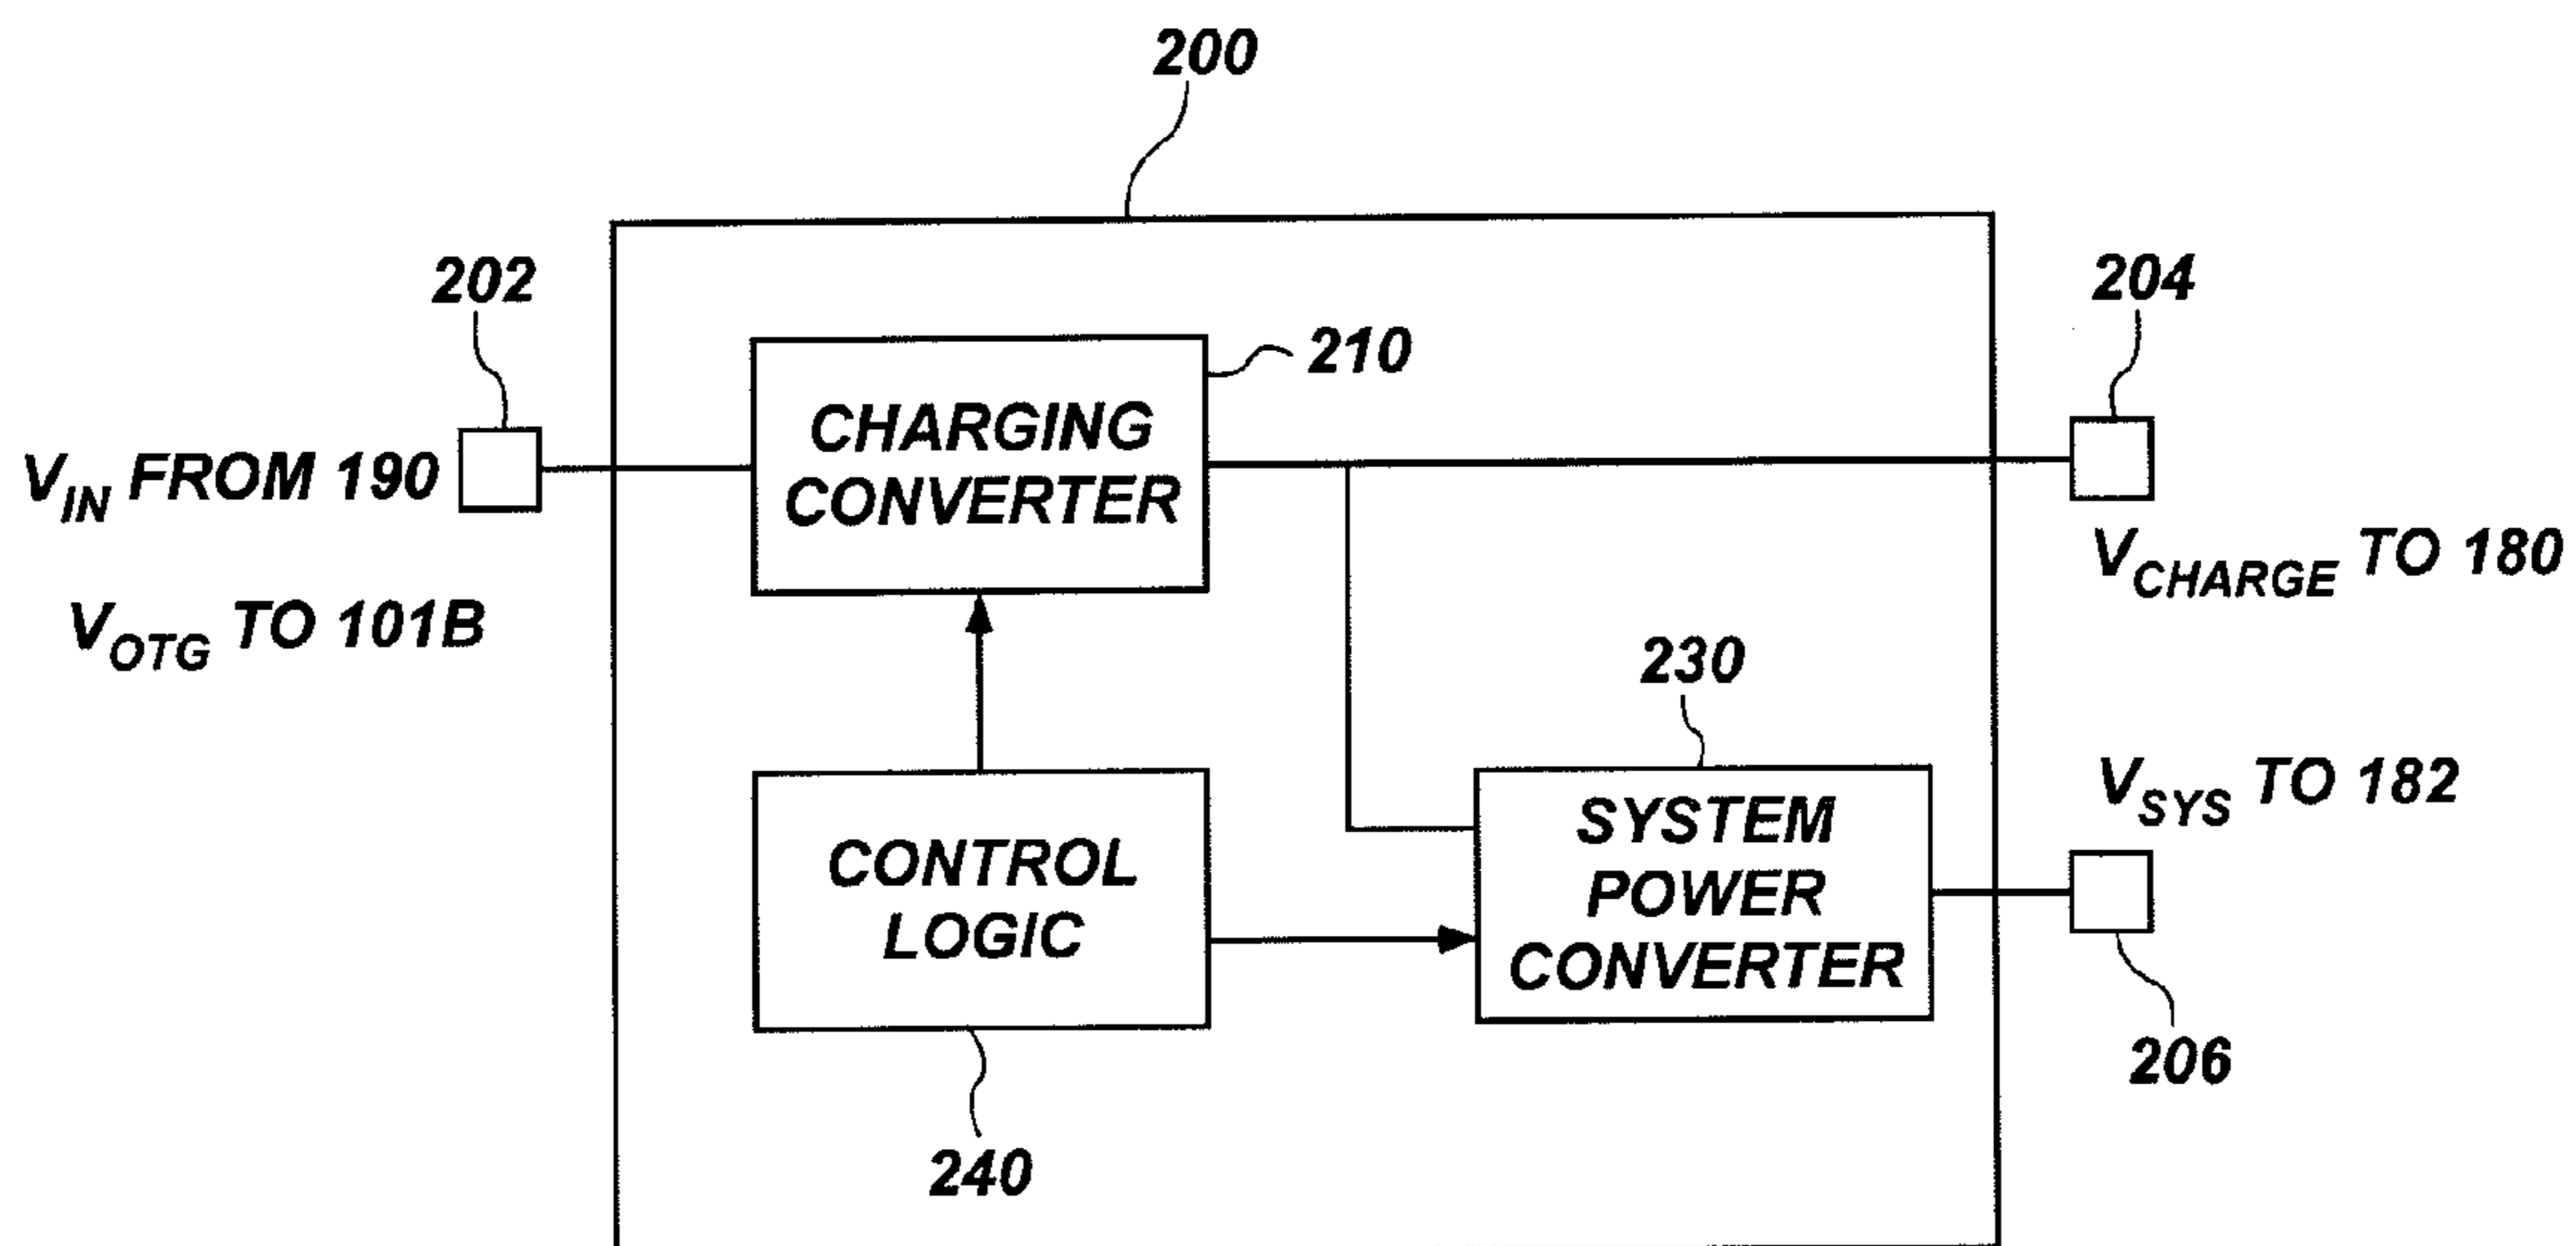 200
202
204
210
CHARGING
CONVERTER
V_IN FROM 190
V_CHARGE TO 180
V_OTG TO 101B
230
V_SYS TO 182
SYSTEM
POWER
CONVERTER
CONTROL
LOGIC
206
240